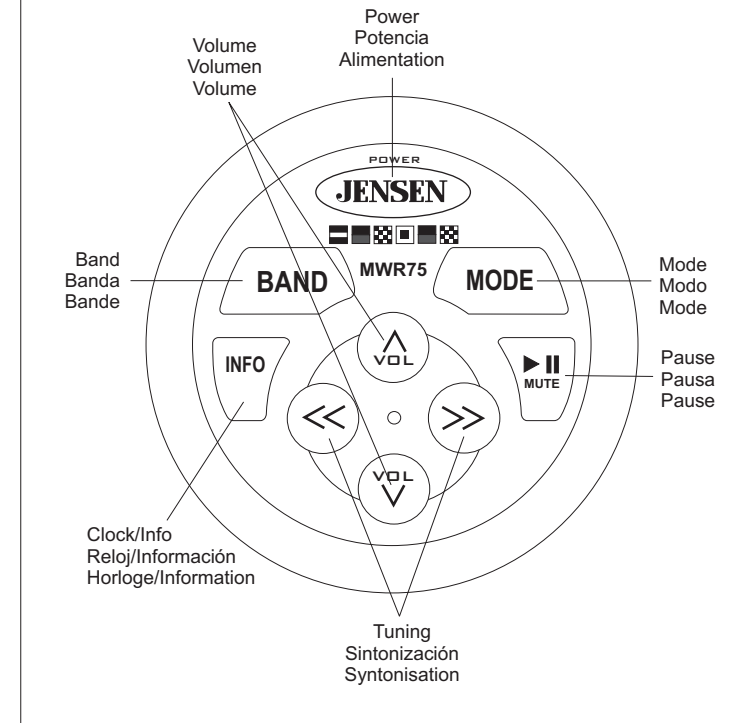 Power
Potencia
Alimentation
Volume
Volumen
Volume
POWER
JENSEN
Band
Banda
Bande
BAND
MWR75
MODE
Mode
Modo
Mode
INFO
VOL
MUTE
Pause
Pausa
Pause
VOL
Clock/Info
Reloj/Información
Horloge/Information
Tuning
Sintonización
Syntonisation